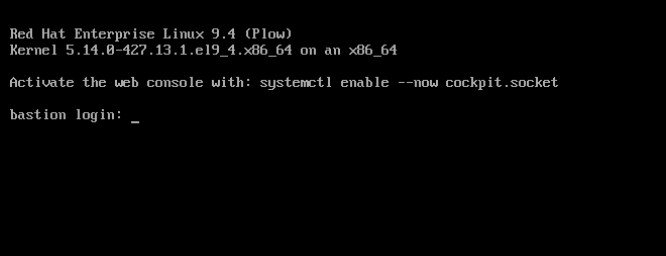 Red Hat Enterprise Linux 9.4 (Plow)
Kernel 5.14.0-427.13.1.el9_4.x86_64 on an x86_64
Activate the web console with: systemctl enable --now cockpit.socket
bastion login: _